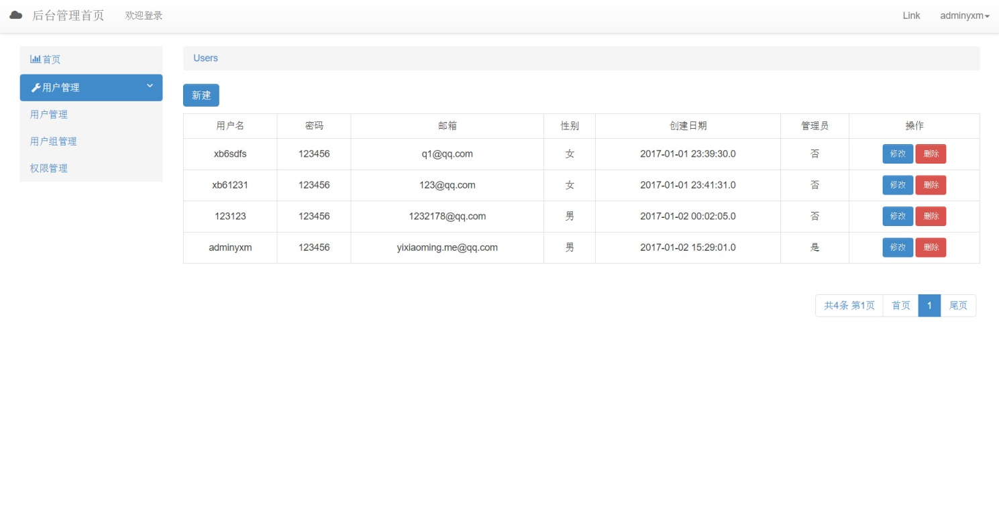 后台管理首页 欢迎登录 Link adminyxm
首页
用户管理
用户管理
用户组管理
权限管理
Users
新建
用户名 密码 邮箱 性别 创建日期 管理员 操作
xb6sdfs 123456 q1@qq.com 女 2017-01-01 23:39:30.0 否 修改 删除
xb61231 123456 123@qq.com 女 2017-01-01 23:41:31.0 否 修改 删除
123123 123456 1232178@qq.com 男 2017-01-02 00:02:05.0 否 修改 删除
adminyxm 123456 yixiaoming.me@qq.com 男 2017-01-02 15:29:01.0 是 修改 删除
共4条 第1页 首页 1 尾页